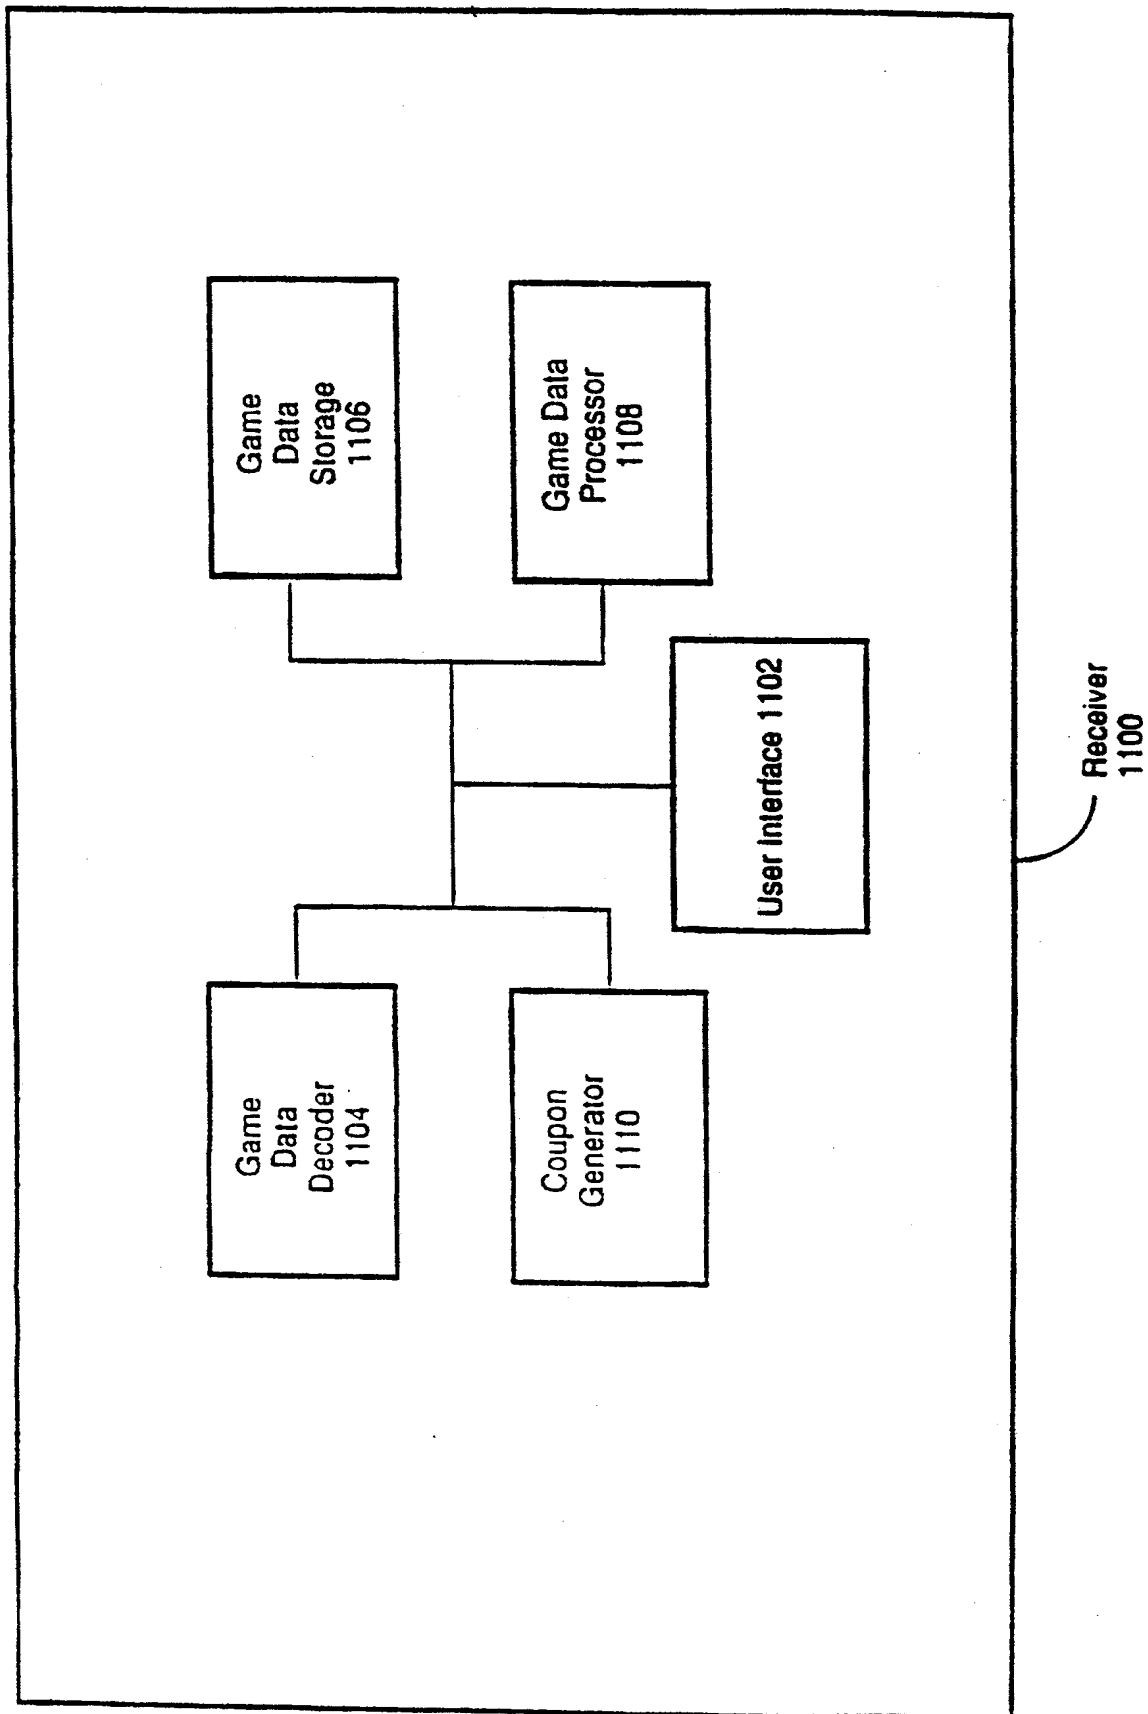 Game
Data
Decoder
1104
Game
Data
Storage
1106
Coupon
Generator
1110
Game Data
Processor
1108
User Interface 1102
Receiver
1100